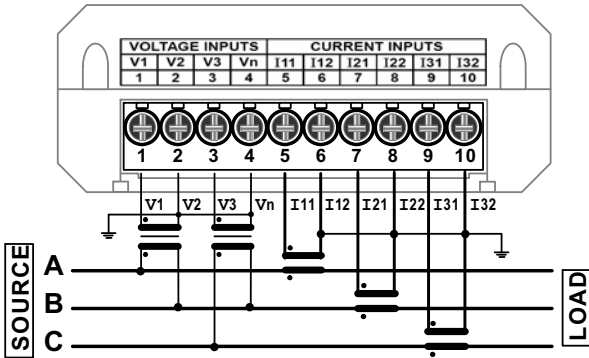 VOLTAGE INPUTS CURRENT INPUTS
V1 V2 V3 Vn I11 I12 I21 I22 I31 I32
1 2 3 4 5 6 7 8 9 10
1 2 3 4 5 6 7 8 9 10
V1 V2 V3 Vn I11 I12 I21 I22 I31 I32
SOURCE
A
B
C
LOAD